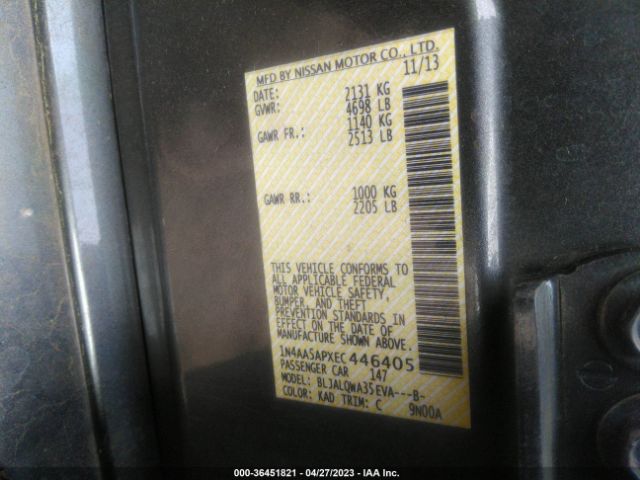 MFD BY NISSAN MOTOR CO., LTD.
DATE: 11/13
GVWR: 2131 KG
4698 LB
GAWR FR.: 1140 KG
2513 LB
GAWR RR.: 1000 KG
2205 LB
THIS VEHICLE CONFORMS TO
ALL APPLICABLE FEDERAL
MOTOR VEHICLE SAFETY,
BUMPER, AND THEFT
PREVENTION STANDARDS IN
EFFECT ON THE DATE OF
MANUFACTURE SHOWN ABOVE.
1N4AA5APXEC446405
PASSENGER CAR 147
MODEL: BLJALQWA35EVA---B-
COLOR: KAD TRIM: C 9N00A
000-36451821 - 04/27/2023 - IAA Inc.